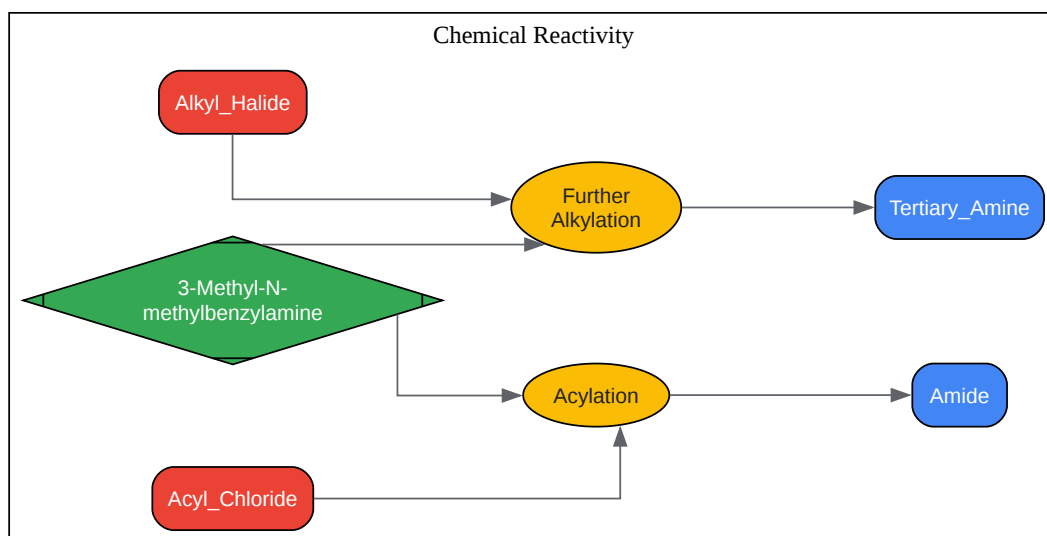 Chemical Reactivity
Alkyl_Halide
Further
Alkylation
Tertiary_Amine
3-Methyl-N-
methylbenzylamine
Acylation
Amide
Acyl_Chloride